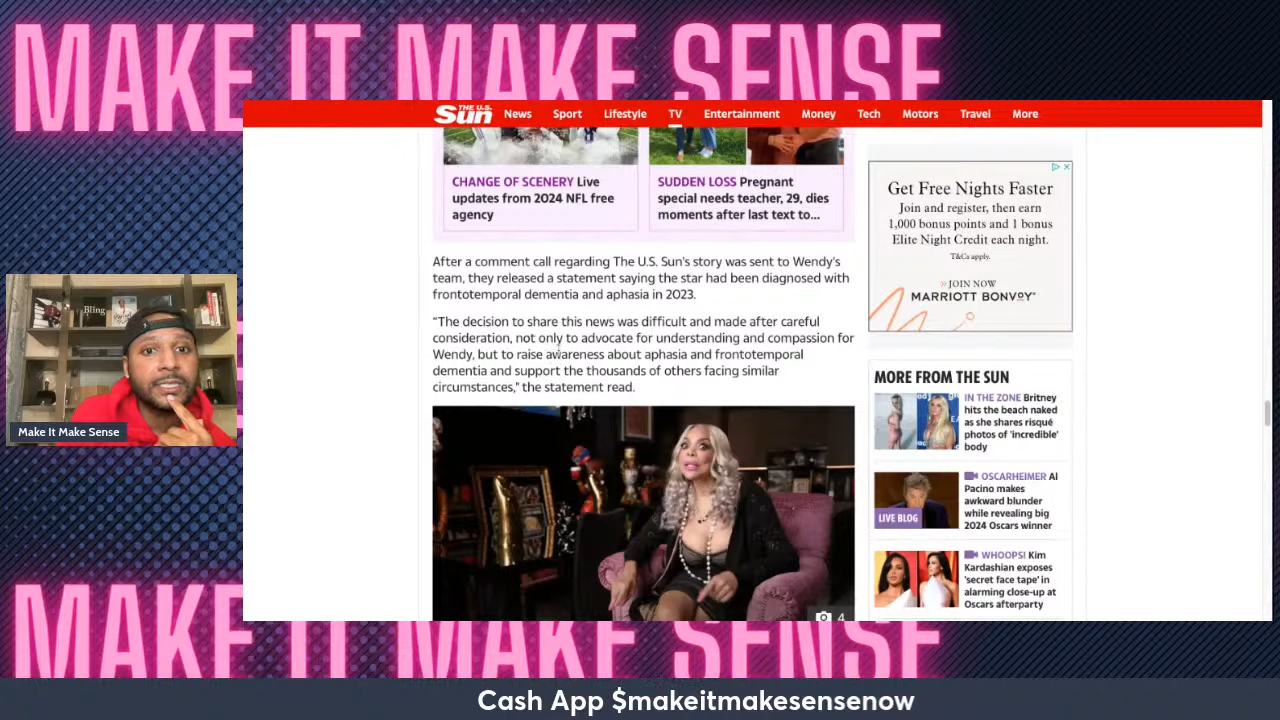 MAKE IT MAKE SENSE
THE U.S. Sun News Sport Lifestyle TV Entertainment Money Tech Motors Travel More
CHANGE OF SCENERY Live
updates from 2024 NFL free
agency
SUDDEN LOSS Pregnant
special needs teacher, 29, dies
moments after last text to...
After a comment call regarding The U.S. Sun's story was sent to Wendy's
team, they released a statement saying the star had been diagnosed with
frontotemporal dementia and aphasia in 2023.
"The decision to share this news was difficult and made after careful
consideration, not only to advocate for understanding and compassion for
Wendy, but to raise awareness about aphasia and frontotemporal
dementia and support the thousands of others facing similar
circumstances," the statement read.
4
Get Free Nights Faster
Join and register, then earn
1,000 bonus points and 1 bonus
Elite Night Credit each night.
T&Cs apply.
JOIN NOW
MARRIOTT BONVOY
MORE FROM THE SUN
IN THE ZONE Britney
hits the beach naked
as she shares risqué
photos of 'incredible'
body
LIVE BLOG
OSCARHEIMER Al
Pacino makes
awkward blunder
while revealing big
2024 Oscars winner
WHOOPS! Kim
Kardashian exposes
'secret face tape' in
alarming close-up at
Oscars afterparty
Bling
Make It Make Sense
MAKE IT MAKE SENSE
Cash App $makeitmakesensenow